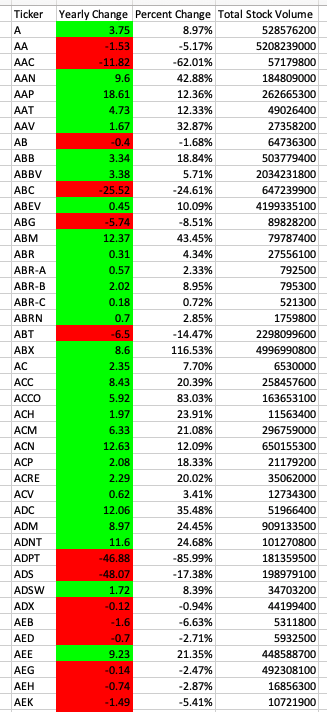 Ticker Yearly Change Percent Change Total Stock Volume
A 3.75 8.97% 528576200
AA -1.53 -5.17% 5208239000
AAC -11.82 -62.01% 57179800
AAN 9.6 42.88% 184809000
AAP 18.61 12.36% 262665300
AAT 4.73 12.33% 49026400
AAV 1.67 32.87% 27358200
AB -0.4 -1.68% 64736300
ABB 3.34 18.84% 503779400
ABBV 3.38 5.71% 2034231800
ABC -25.52 -24.61% 647239900
ABEV 0.45 10.09% 4199335100
ABG -5.74 -8.51% 89828200
ABM 12.37 43.45% 79787400
ABR 0.31 4.34% 27556100
ABR-A 0.57 2.33% 792500
ABR-B 2.02 8.95% 795300
ABR-C 0.18 0.72% 521300
ABRN 0.7 2.85% 1759800
ABT -6.5 -14.47% 2298099600
ABX 8.6 116.53% 4996990800
AC 2.35 7.70% 6530000
ACC 8.43 20.39% 258457600
ACCO 5.92 83.03% 163653100
ACH 1.97 23.91% 11563400
ACM 6.33 21.08% 296759000
ACN 12.63 12.09% 650155300
ACP 2.08 18.33% 21179200
ACRE 2.29 20.02% 35062000
ACV 0.62 3.41% 12734300
ADC 12.06 35.48% 51966400
ADM 8.97 24.45% 909133500
ADNT 11.6 24.68% 101270800
ADPT -46.88 -85.99% 181359500
ADS -48.07 -17.38% 198979100
ADSW 1.72 8.39% 34703200
ADX -0.12 -0.94% 44199400
AEB -1.6 -6.63% 5311800
AED -0.7 -2.71% 5932500
AEE 9.23 21.35% 448588700
AEG -0.14 -2.47% 492308100
AEH -0.74 -2.87% 16856300
AEK -1.49 -5.41% 10721900